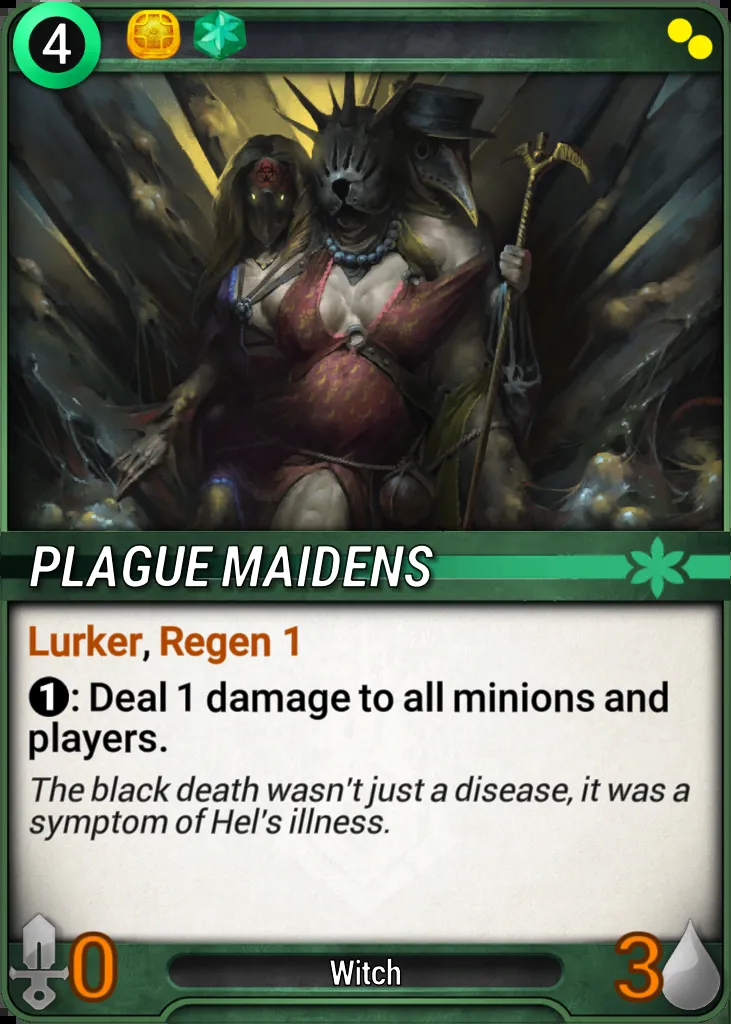 4
PLAGUE MAIDENS
Lurker, Regen 1
1: Deal 1 damage to all minions and
players.
The black death wasn't just a disease, it was a
symptom of Hel's illness.
0 Witch 3